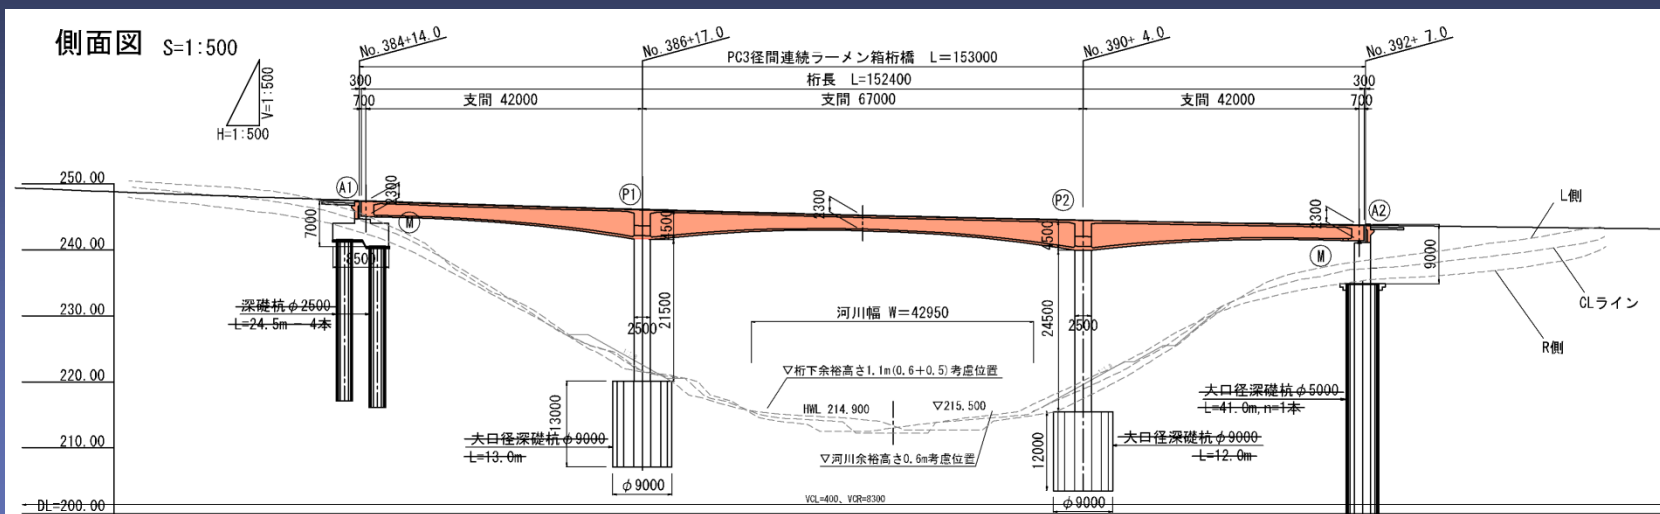 側面図 S=1:500
V=1:500
H=1:500
No.384+14.0
No.386+17.0
No.390+ 4.0
No.392+ 7.0
PC3径間連続ラーメン箱桁橋 L=153000
300
桁長 L=152400
300
700
支間 42000
支間 67000
支間 42000
700
250.00
240.00
230.00
220.00
210.00
DL=200.00
A1
P1
P2
A2
2300
2300
2300
7000
M
M
8500
4500
4500
9000
L側
CLライン
R側
深礎杭φ2500
L=24.5m－4本
2500
21500
河川幅 W=42950
24500
2500
▽桁下余裕高さ1.1m(0.6+0.5)考慮位置
HWL 214.900
▽215.500
▽河川余裕高さ0.6m考慮位置
大口径深礎杭φ5000
L=41.0m,n=1本
大口径深礎杭φ9000
L=13.0m
13000
φ9000
大口径深礎杭φ9000
L=12.0m
12000
φ9000
VCL=400、VCR=8300